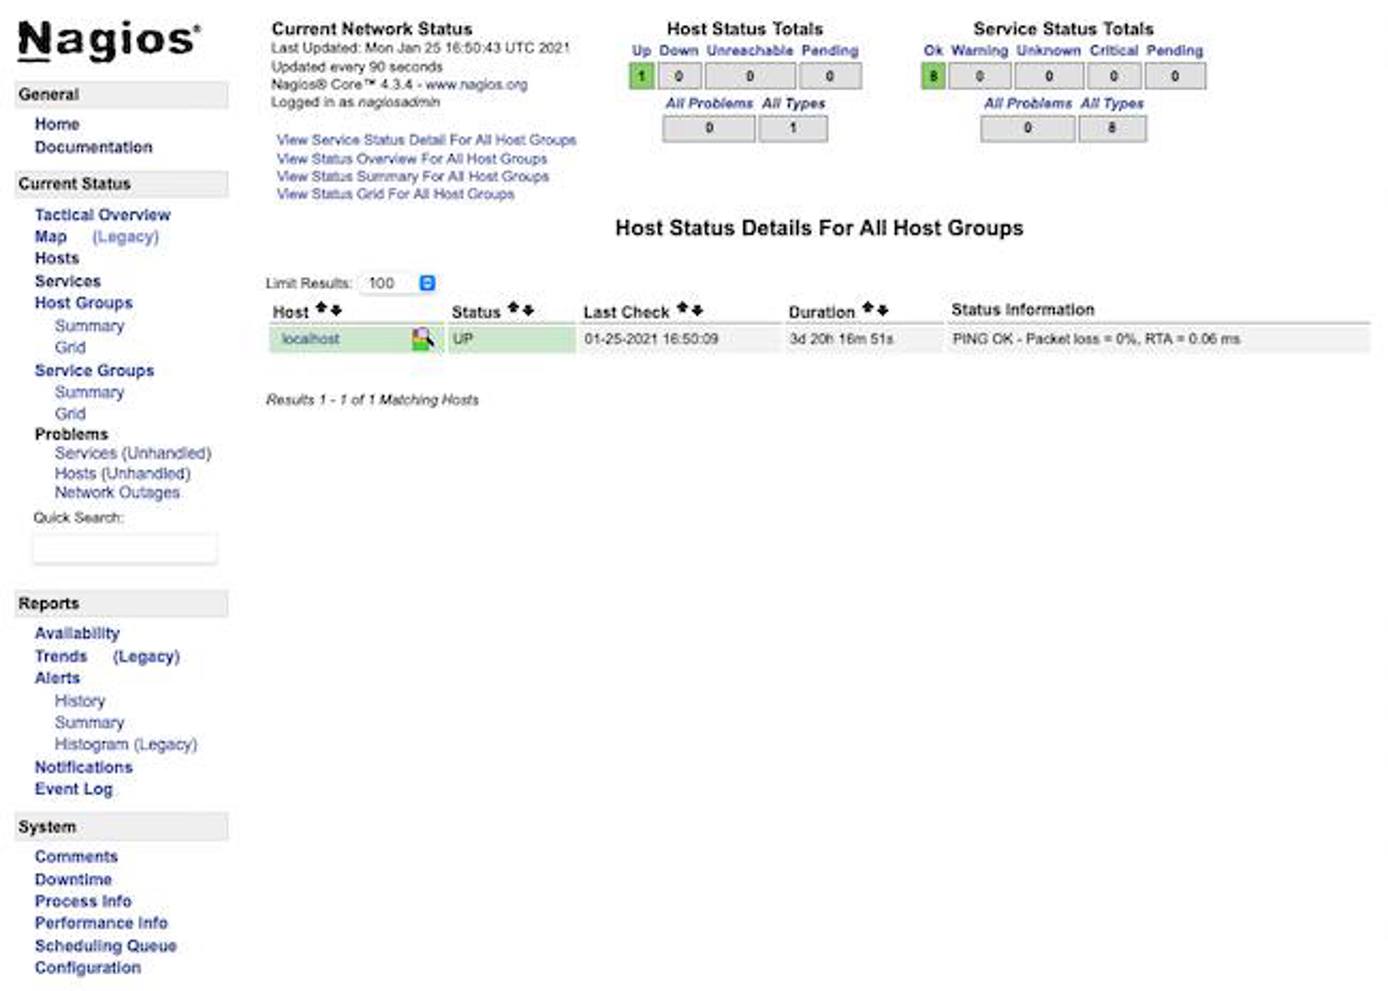 Nagios®
General
Home
Documentation
Current Status
Tactical Overview
Map (Legacy)
Hosts
Services
Host Groups
Summary
Grid
Service Groups
Summary
Grid
Problems
Services (Unhandled)
Hosts (Unhandled)
Network Outages
Quick Search:
Reports
Availability
Trends (Legacy)
Alerts
History
Summary
Histogram (Legacy)
Notifications
Event Log
System
Comments
Downtime
Process Info
Performance Info
Scheduling Queue
Configuration
Current Network Status
Last Updated: Mon Jan 25 16:50:43 UTC 2021
Updated every 90 seconds
Nagios® Core™ 4.3.4 - www.nagios.org
Logged in as nagiosadmin
View Service Status Detail For All Host Groups
View Status Overview For All Host Groups
View Status Summary For All Host Groups
View Status Grid For All Host Groups
Host Status Totals
Up Down Unreachable Pending
1 0 0 0
All Problems All Types
0 1
Service Status Totals
Ok Warning Unknown Critical Pending
8 0 0 0 0
All Problems All Types
0 8
Host Status Details For All Host Groups
Limit Results: 100
Host Status Last Check Duration Status Information
localhost UP 01-25-2021 16:50:09 3d 20h 16m 51s PING OK - Packet loss = 0%, RTA = 0.06 ms
Results 1 - 1 of 1 Matching Hosts